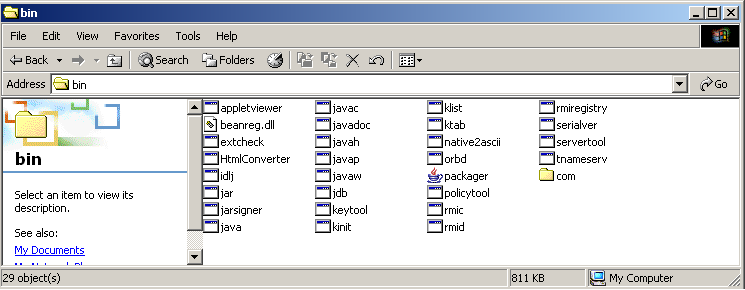 bin
File Edit View Favorites Tools Help
Back Search Folders
Address bin Go
bin
Select an item to view its
description.
See also:
My Documents
appletviewer
beanreg.dll
extcheck
HtmlConverter
idlj
jar
jarsigner
java
javac
javadoc
javah
javap
javaw
jdb
keytool
kinit
klist
ktab
native2ascii
orbd
packager
policytool
rmic
rmid
rmiregistry
serialver
servertool
tnameserv
com
29 object(s) 811 KB My Computer